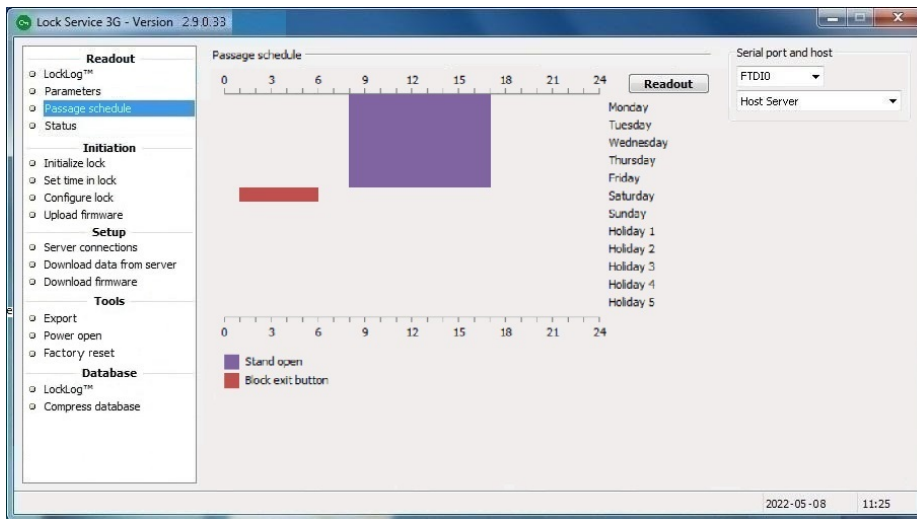 Lock Service 3G - Version 2.9.0.33
Readout
LockLog™
Parameters
Passage schedule
Status
Initiation
Initialize lock
Set time in lock
Configure lock
Upload firmware
Setup
Server connections
Download data from server
Download firmware
Tools
Export
Power open
Factory reset
Database
LockLog™
Compress database
Passage schedule
0 3 6 9 12 15 18 21 24
Readout
Monday
Tuesday
Wednesday
Thursday
Friday
Saturday
Sunday
Holiday 1
Holiday 2
Holiday 3
Holiday 4
Holiday 5
0 3 6 9 12 15 18 21 24
Stand open
Block exit button
Serial port and host
FTDI0
Host Server
2022-05-08 11:25